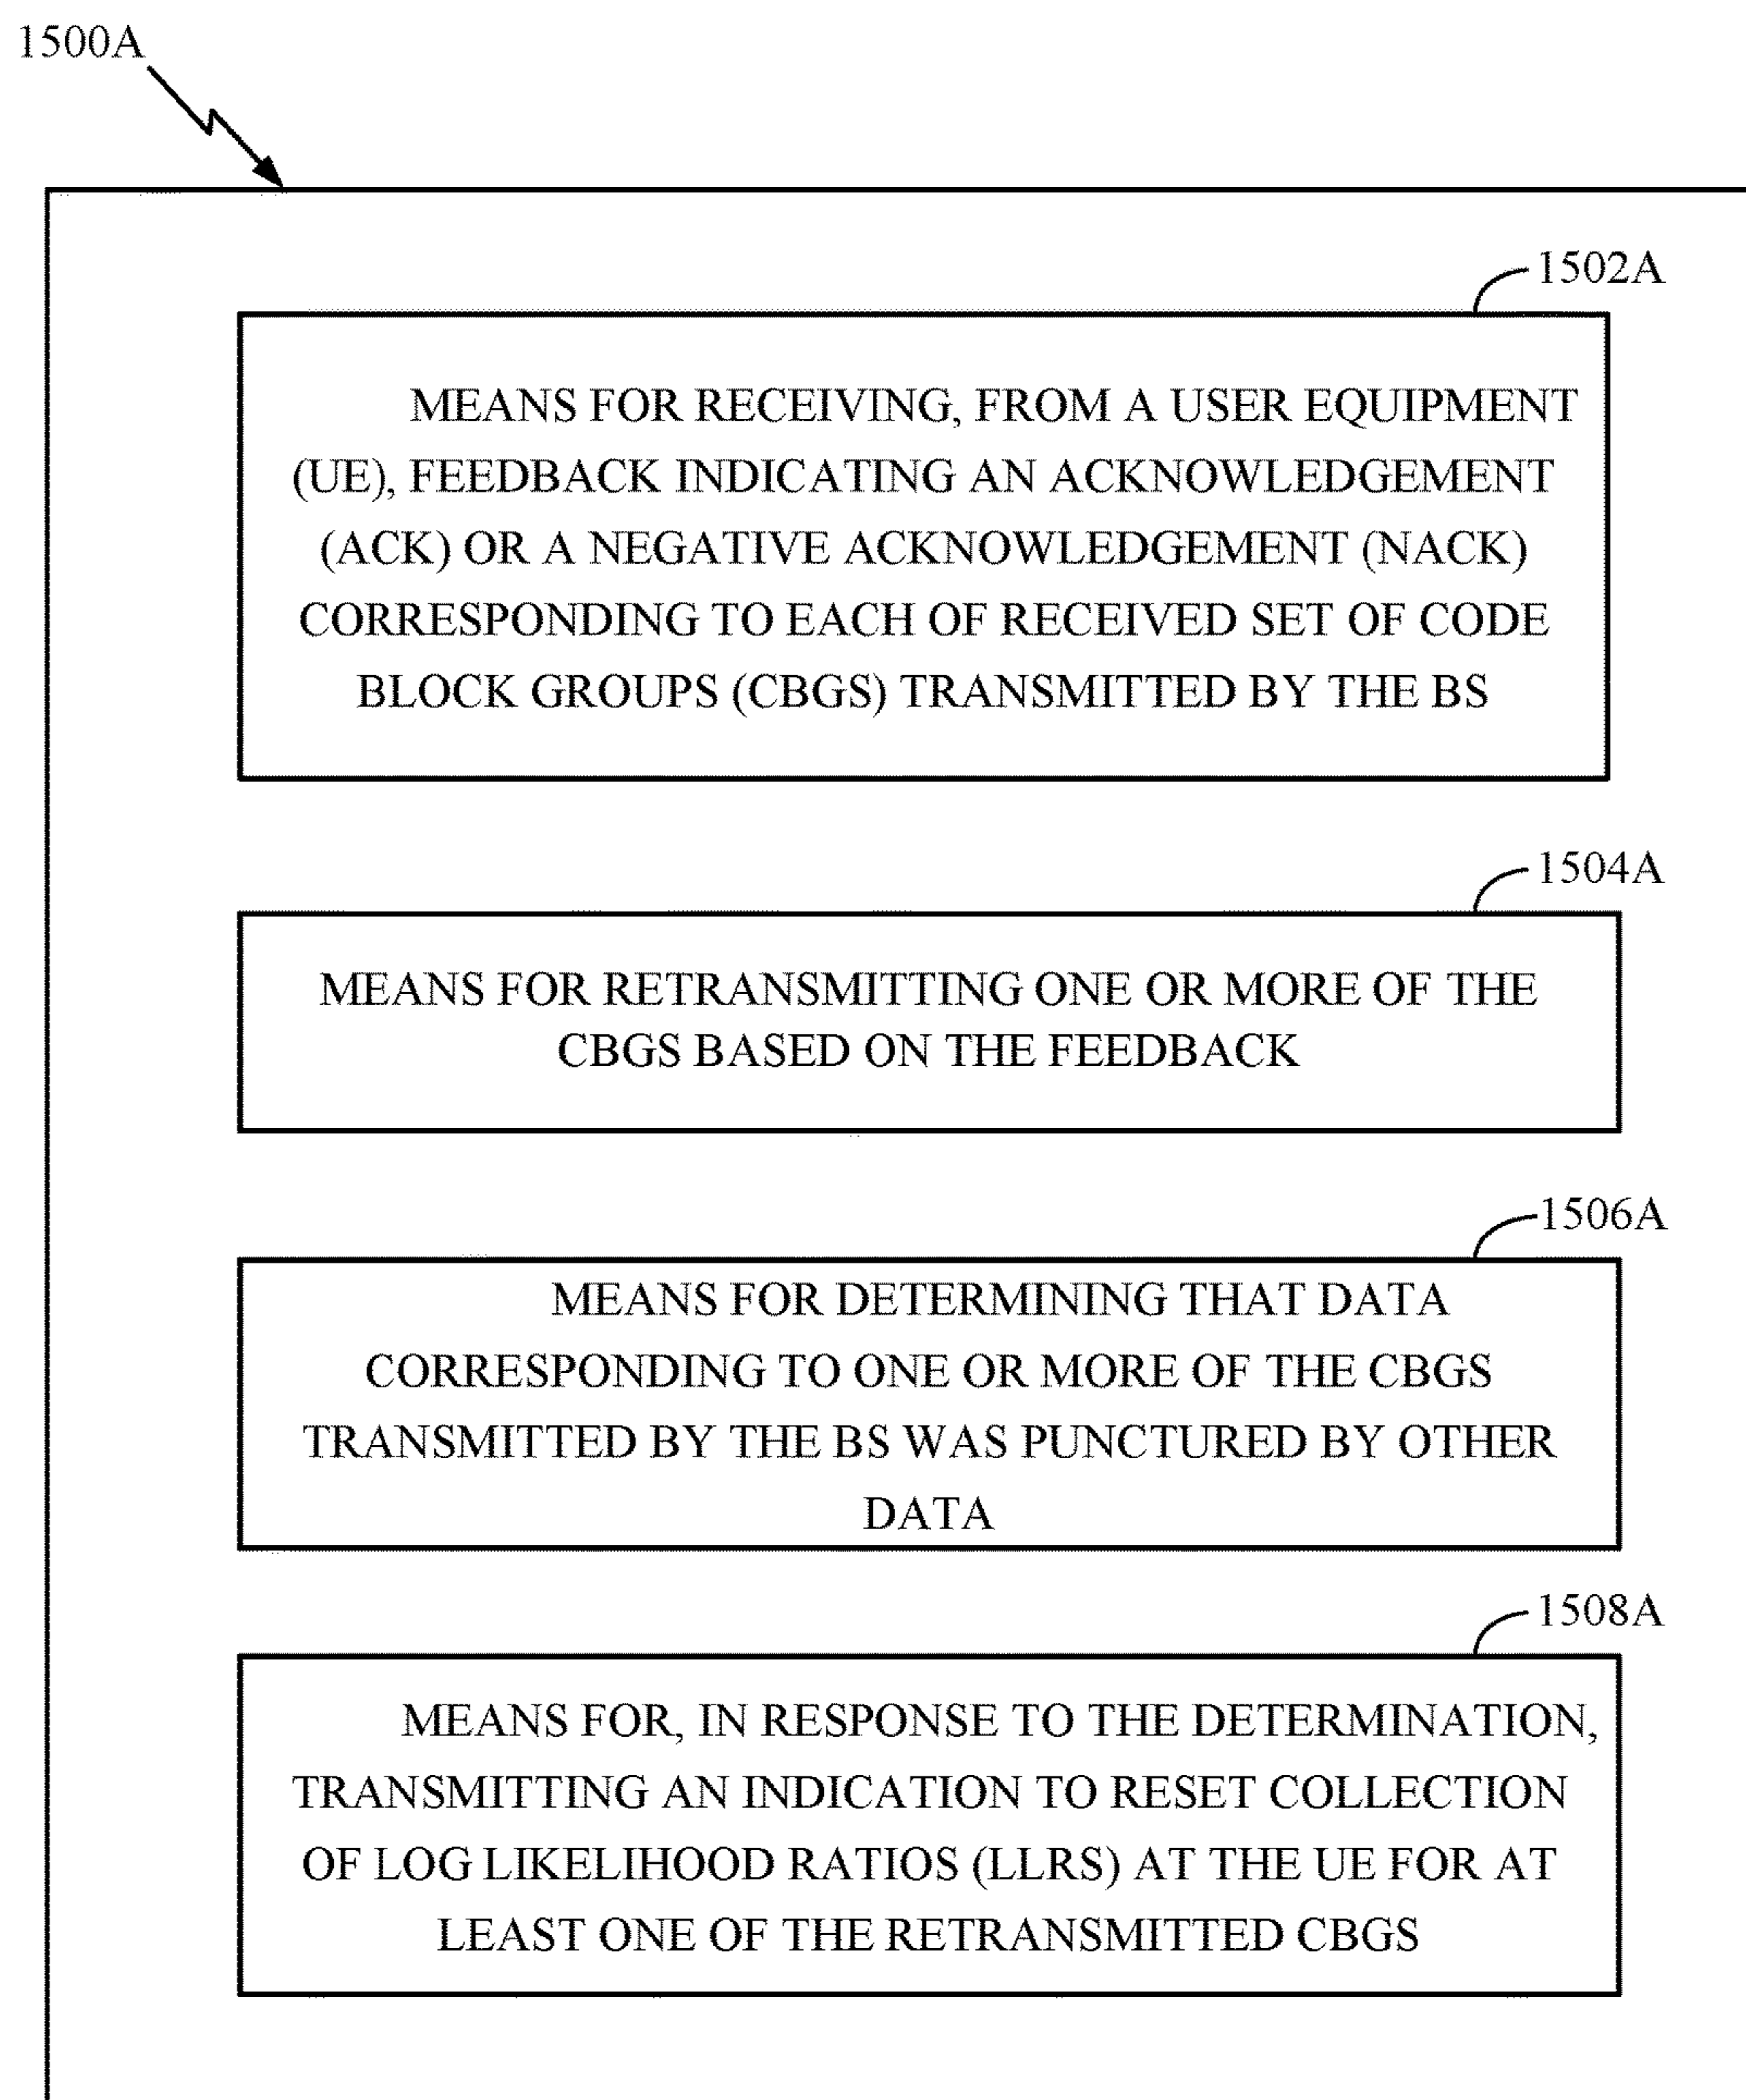 1500A
1502A
MEANS FOR RECEIVING, FROM A USER EQUIPMENT
(UE), FEEDBACK INDICATING AN ACKNOWLEDGEMENT
(ACK) OR A NEGATIVE ACKNOWLEDGEMENT (NACK)
CORRESPONDING TO EACH OF RECEIVED SET OF CODE
BLOCK GROUPS (CBGS) TRANSMITTED BY THE BS
1504A
MEANS FOR RETRANSMITTING ONE OR MORE OF THE
CBGS BASED ON THE FEEDBACK
1506A
MEANS FOR DETERMINING THAT DATA
CORRESPONDING TO ONE OR MORE OF THE CBGS
TRANSMITTED BY THE BS WAS PUNCTURED BY OTHER
DATA
1508A
MEANS FOR, IN RESPONSE TO THE DETERMINATION,
TRANSMITTING AN INDICATION TO RESET COLLECTION
OF LOG LIKELIHOOD RATIOS (LLRS) AT THE UE FOR AT
LEAST ONE OF THE RETRANSMITTED CBGS